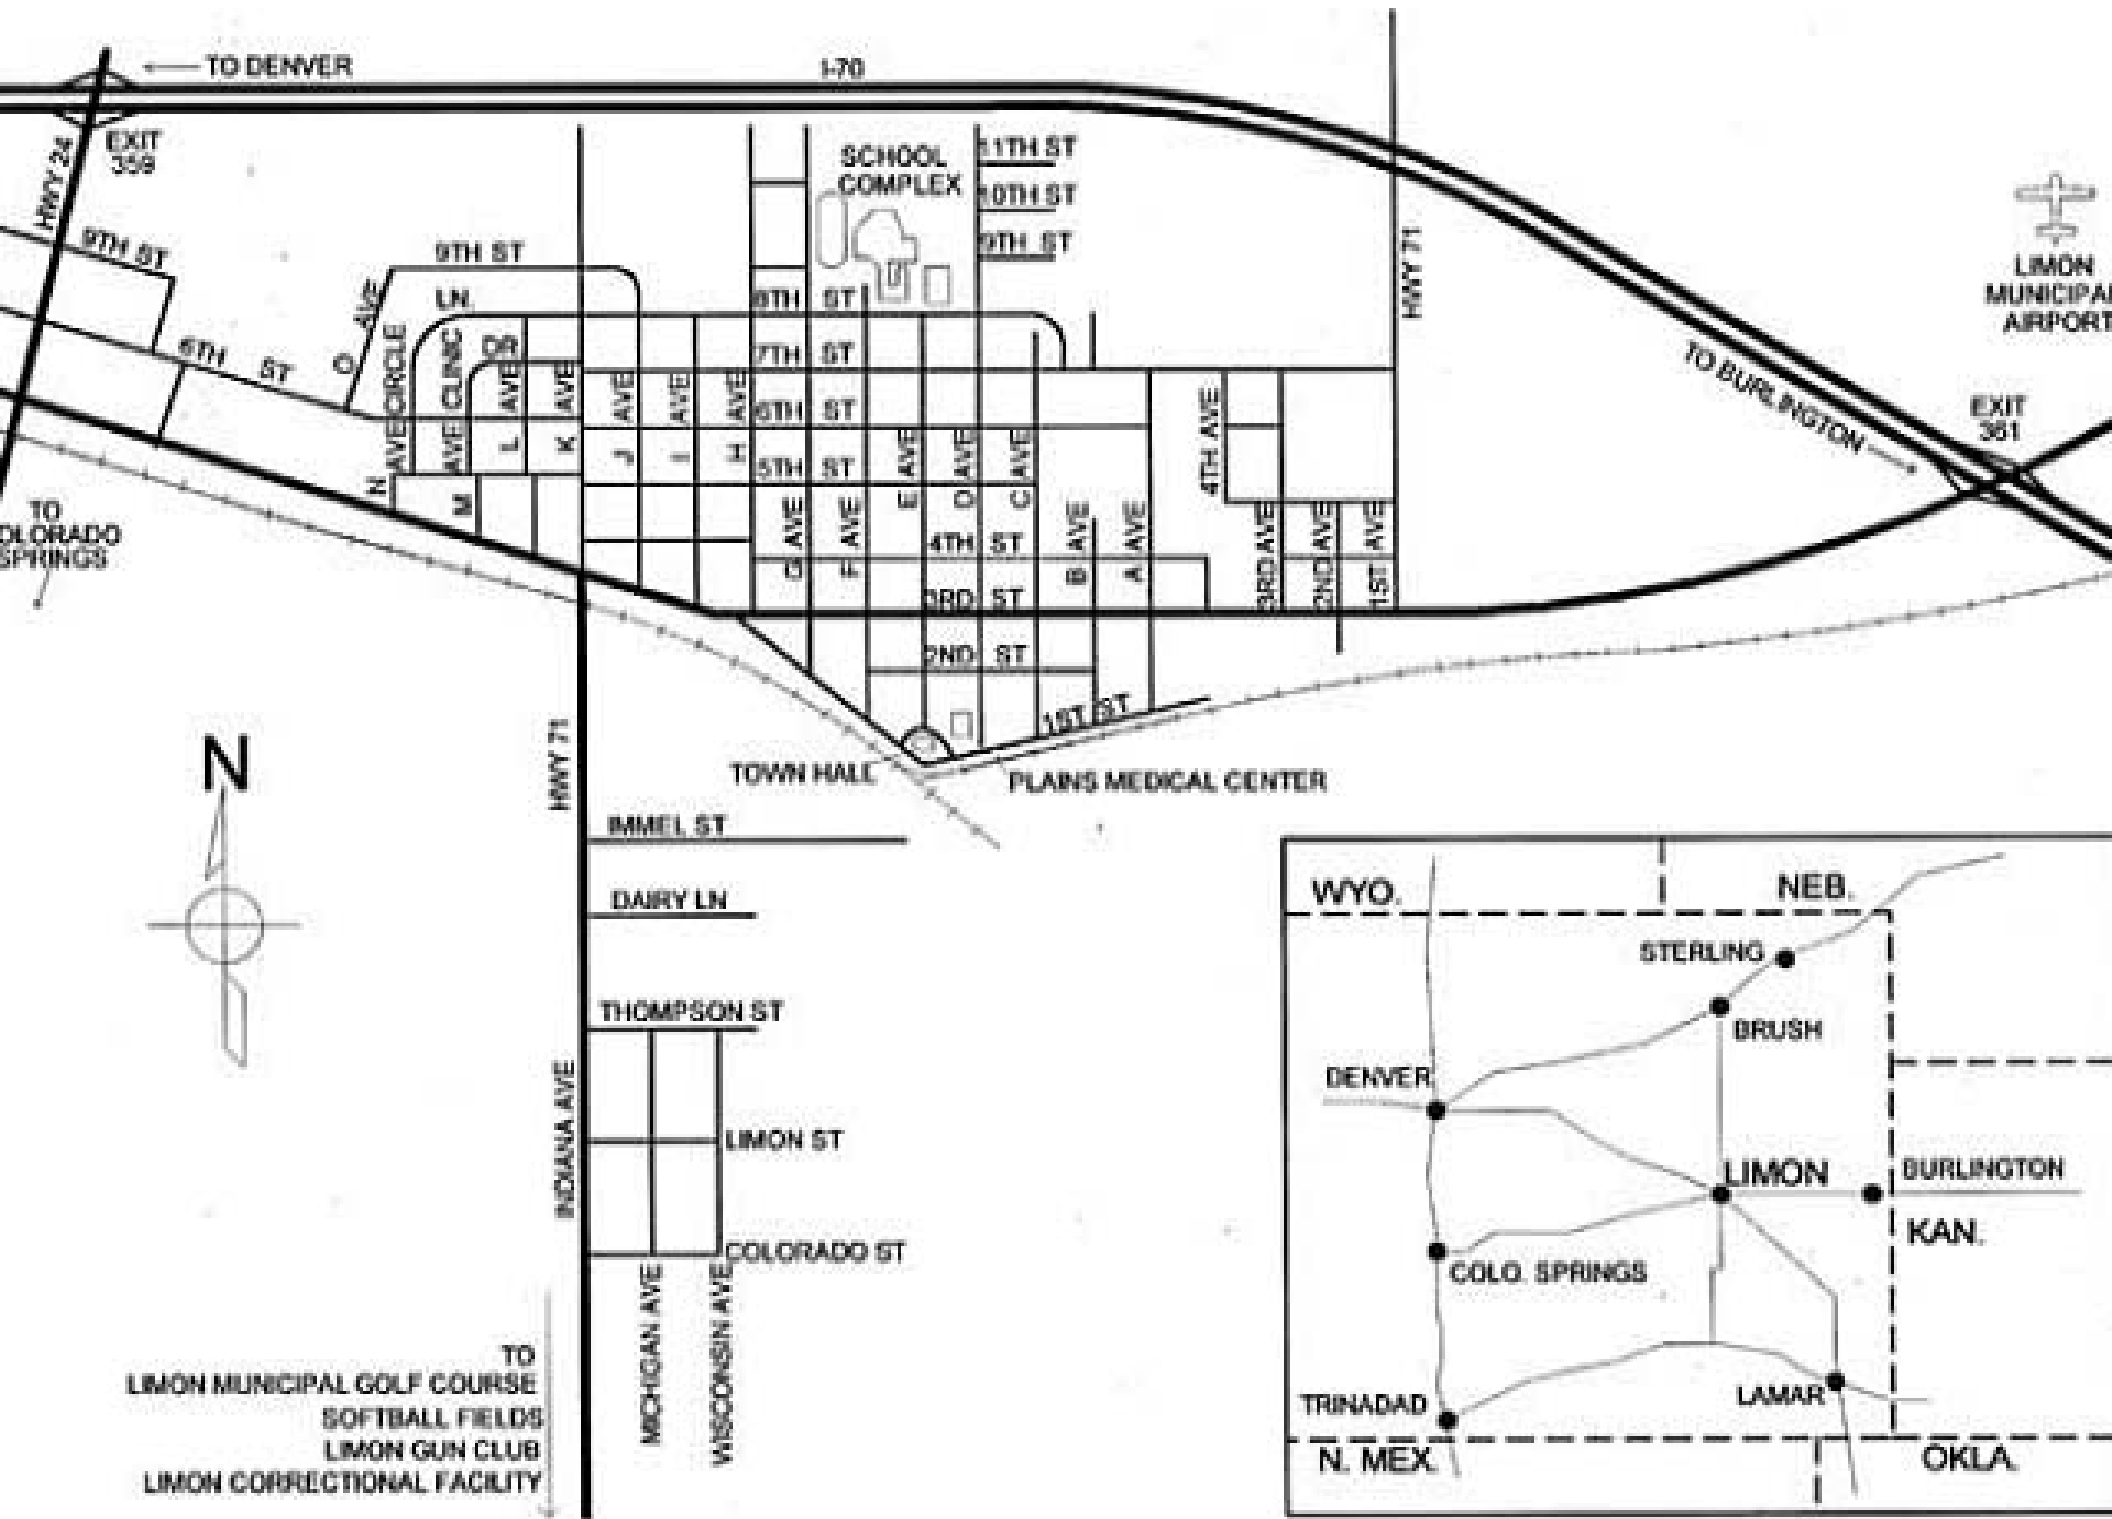 TO DENVER
I-70
EXIT
359
HWY 24
SCHOOL
COMPLEX
11TH ST
10TH ST
9TH ST
HWY 71
LIMON
MUNICIPA
AIRPORT
9TH ST
9TH ST
O AVE
LN.
8TH ST
DR
7TH ST
6TH ST
6TH ST
5TH ST
N AVE CIRCLE
M AVE CLINIC
L AVE
K AVE
J AVE
I AVE
H AVE
G AVE
F AVE
E AVE
D AVE
C AVE
B AVE
A AVE
4TH AVE
3RD AVE
2ND AVE
1ST AVE
TO BURLINGTON
EXIT
361
TO
OLORADO
SPRINGS
4TH ST
3RD ST
2ND ST
1ST ST
TOWN HALL
PLAINS MEDICAL CENTER
N
HWY 71
IMMEL ST
DAIRY LN
THOMPSON ST
INDIANA AVE
LIMON ST
COLORADO ST
MICHIGAN AVE
WISCONSIN AVE
TO
LIMON MUNICIPAL GOLF COURSE
SOFTBALL FIELDS
LIMON GUN CLUB
LIMON CORRECTIONAL FACILITY
WYO.
NEB.
STERLING
BRUSH
DENVER
LIMON
BURLINGTON
KAN.
COLO. SPRINGS
TRINADAD
LAMAR
N. MEX.
OKLA.